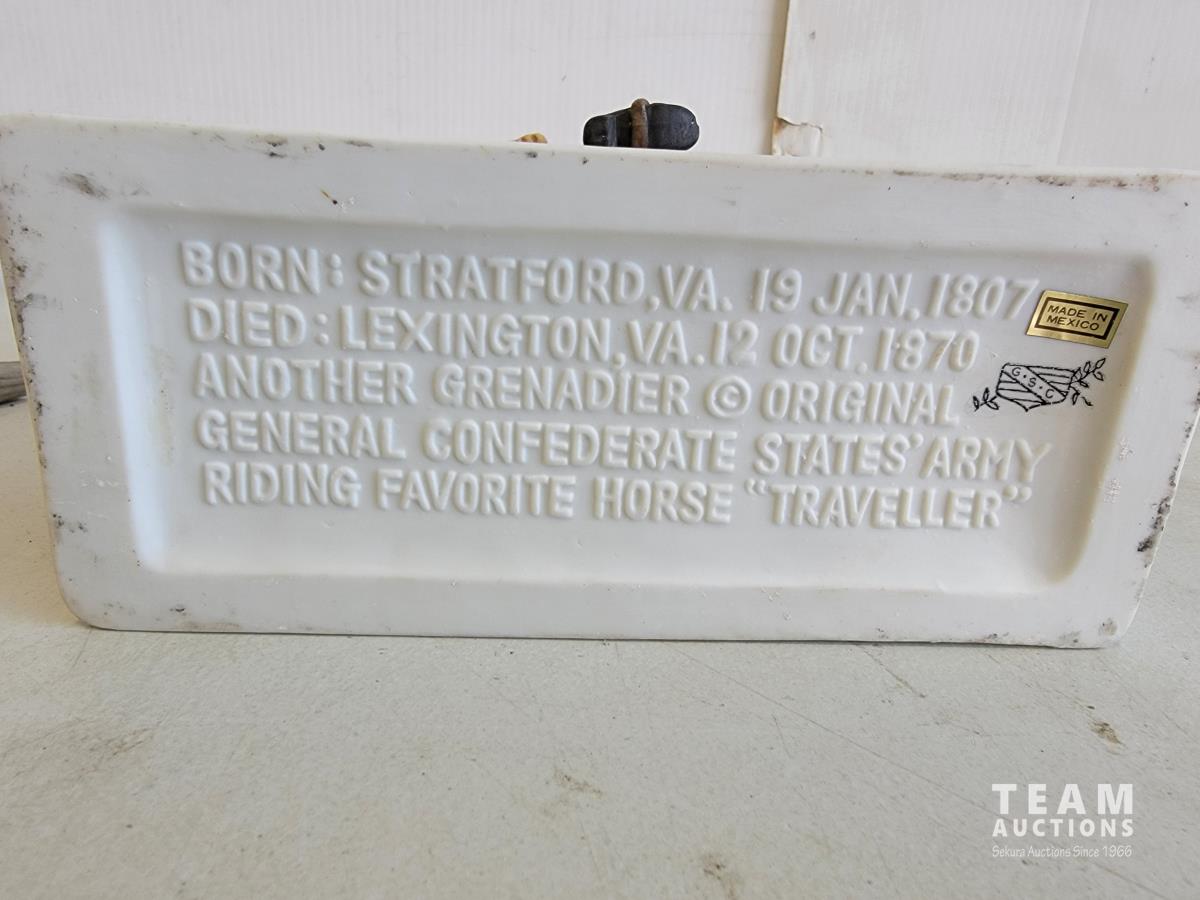 BORN: STRATFORD, VA. 19 JAN, 1807
DIED: LEXINGTON, VA. 12 OCT. 1870
ANOTHER GRENADIER © ORIGINAL
GENERAL CONFEDERATE STATES' ARMY
RIDING FAVORITE HORSE "TRAVELLER"
MADE IN
MEXICO
G·S·C
TEAM
AUCTIONS
Sekura Auctions Since 1966